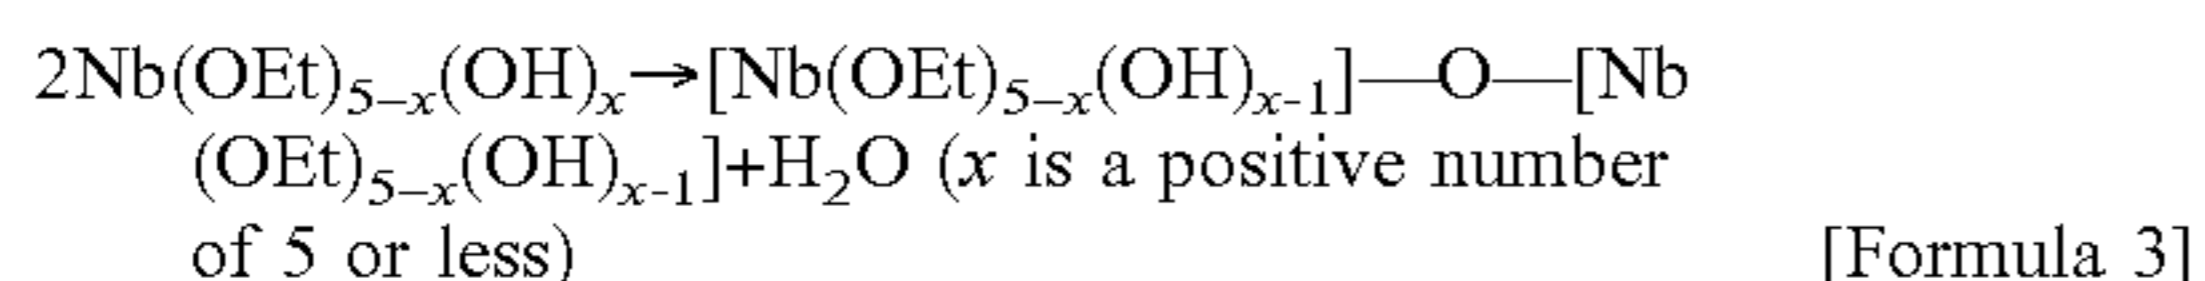 2Nb(OEt)₅₋ₓ(OH)ₓ→[Nb(OEt)₅₋ₓ(OH)ₓ₋₁]—O—[Nb
(OEt)₅₋ₓ(OH)ₓ₋₁]+H₂O (x is a positive number
of 5 or less) [Formula 3]